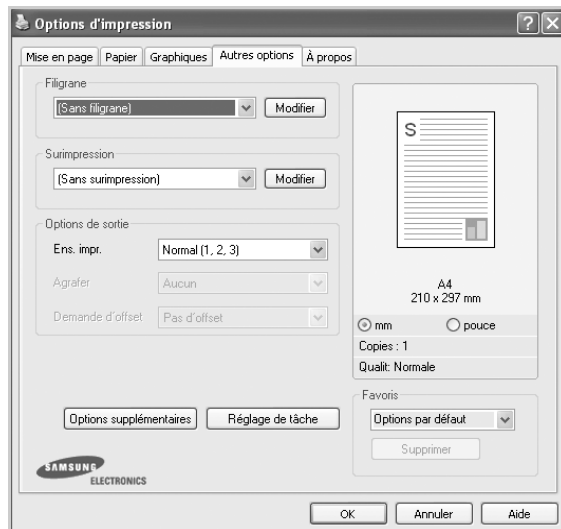 Options d'impression
Mise en page Papier Graphiques Autres options À propos
Filigrane
(Sans filigrane) Modifier
Surimpression
(Sans surimpression) Modifier
Options de sortie
Ens. impr. Normal (1, 2, 3)
Agrafer Aucun
Demande d'offset Pas d'offset
Options supplémentaires Réglage de tâche
SAMSUNG
ELECTRONICS
S
A4
210 x 297 mm
mm pouce
Copies : 1
Qualit: Normale
Favoris
Options par défaut
Supprimer
OK Annuler Aide